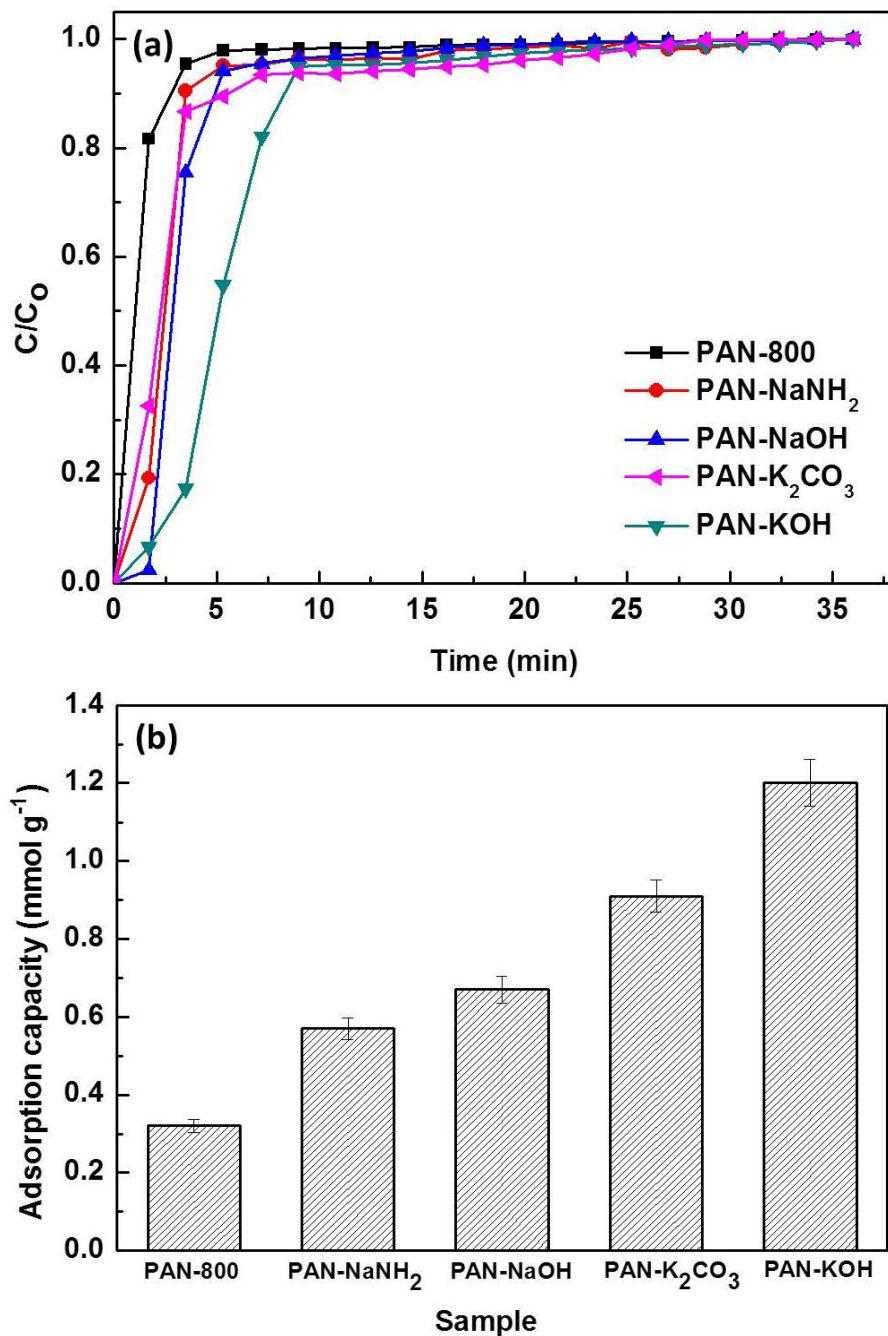 (a)
1.0
0.8
0.6
0.4
0.2
0.0
C/C₀
PAN-800
PAN-NaNH₂
PAN-NaOH
PAN-K₂CO₃
PAN-KOH
0 5 10 15 20 25 30 35
Time (min)
(b)
1.4
1.2
1.0
0.8
0.6
0.4
0.2
0.0
Adsorption capacity (mmol g⁻¹)
PAN-800 PAN-NaNH₂ PAN-NaOH PAN-K₂CO₃ PAN-KOH
Sample